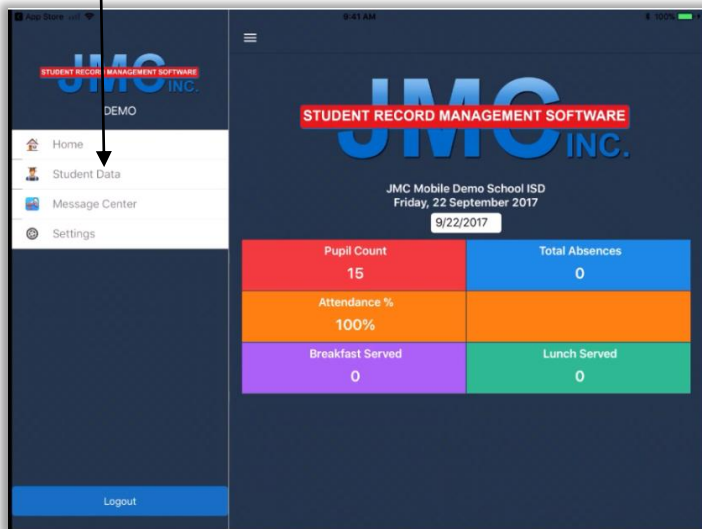 App Store
9:41 AM
100%
JMC
STUDENT RECORD MANAGEMENT SOFTWARE
INC.
DEMO
Home
Student Data
Message Center
Settings
Logout
JMC
STUDENT RECORD MANAGEMENT SOFTWARE
INC.
JMC Mobile Demo School ISD
Friday, 22 September 2017
9/22/2017
Pupil Count
15
Total Absences
0
Attendance %
100%
Breakfast Served
0
Lunch Served
0